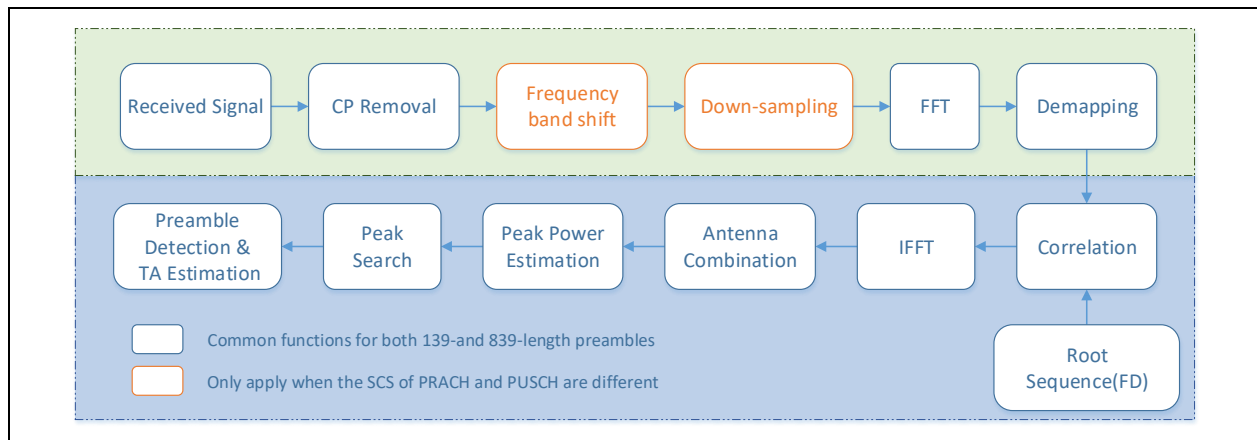 Received Signal
CP Removal
Frequency
band shift
Down-sampling
FFT
Demapping
Preamble
Detection &
TA Estimation
Peak
Search
Peak Power
Estimation
Antenna
Combination
IFFT
Correlation
Common functions for both 139-and 839-length preambles
Only apply when the SCS of PRACH and PUSCH are different
Root
Sequence(FD)